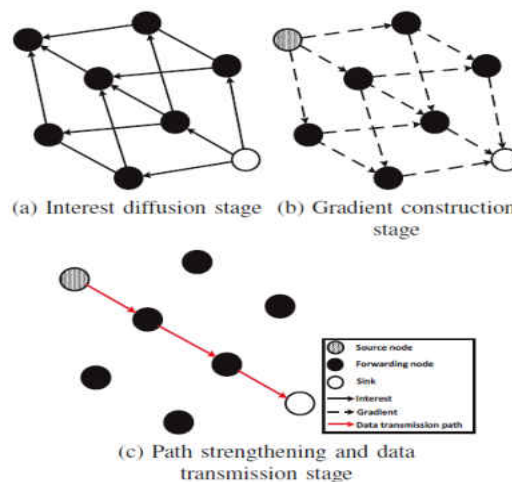 (a) Interest diffusion stage
(b) Gradient construction
stage
Source node
Forwarding node
Sink
Interest
Gradient
Data transmission path
(c) Path strengthening and data
transmission stage